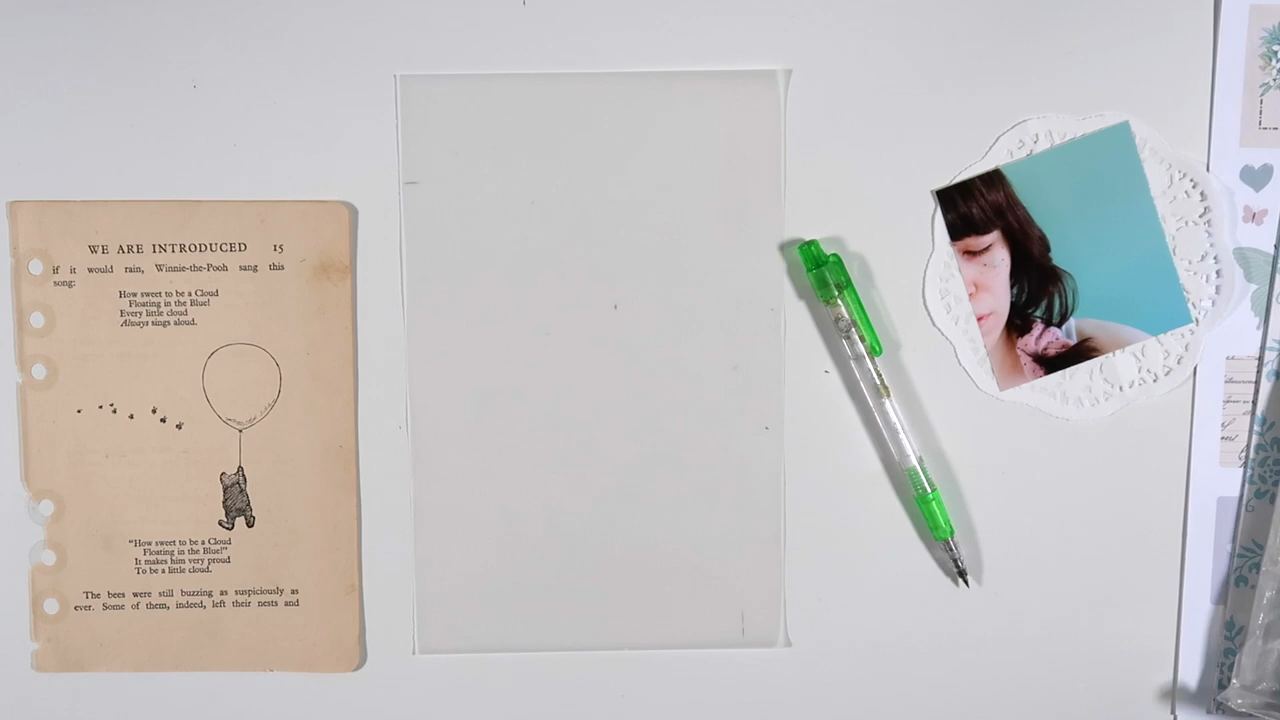 WE ARE INTRODUCED 15
if it would rain, Winnie-the-Pooh sang this
song:
How sweet to be a Cloud
Floating in the Blue!
Every little cloud
Always sings aloud.
“How sweet to be a Cloud
Floating in the Blue!”
It makes him very proud
To be a little cloud.
The bees were still buzzing as suspiciously as
ever. Some of them, indeed, left their nests and